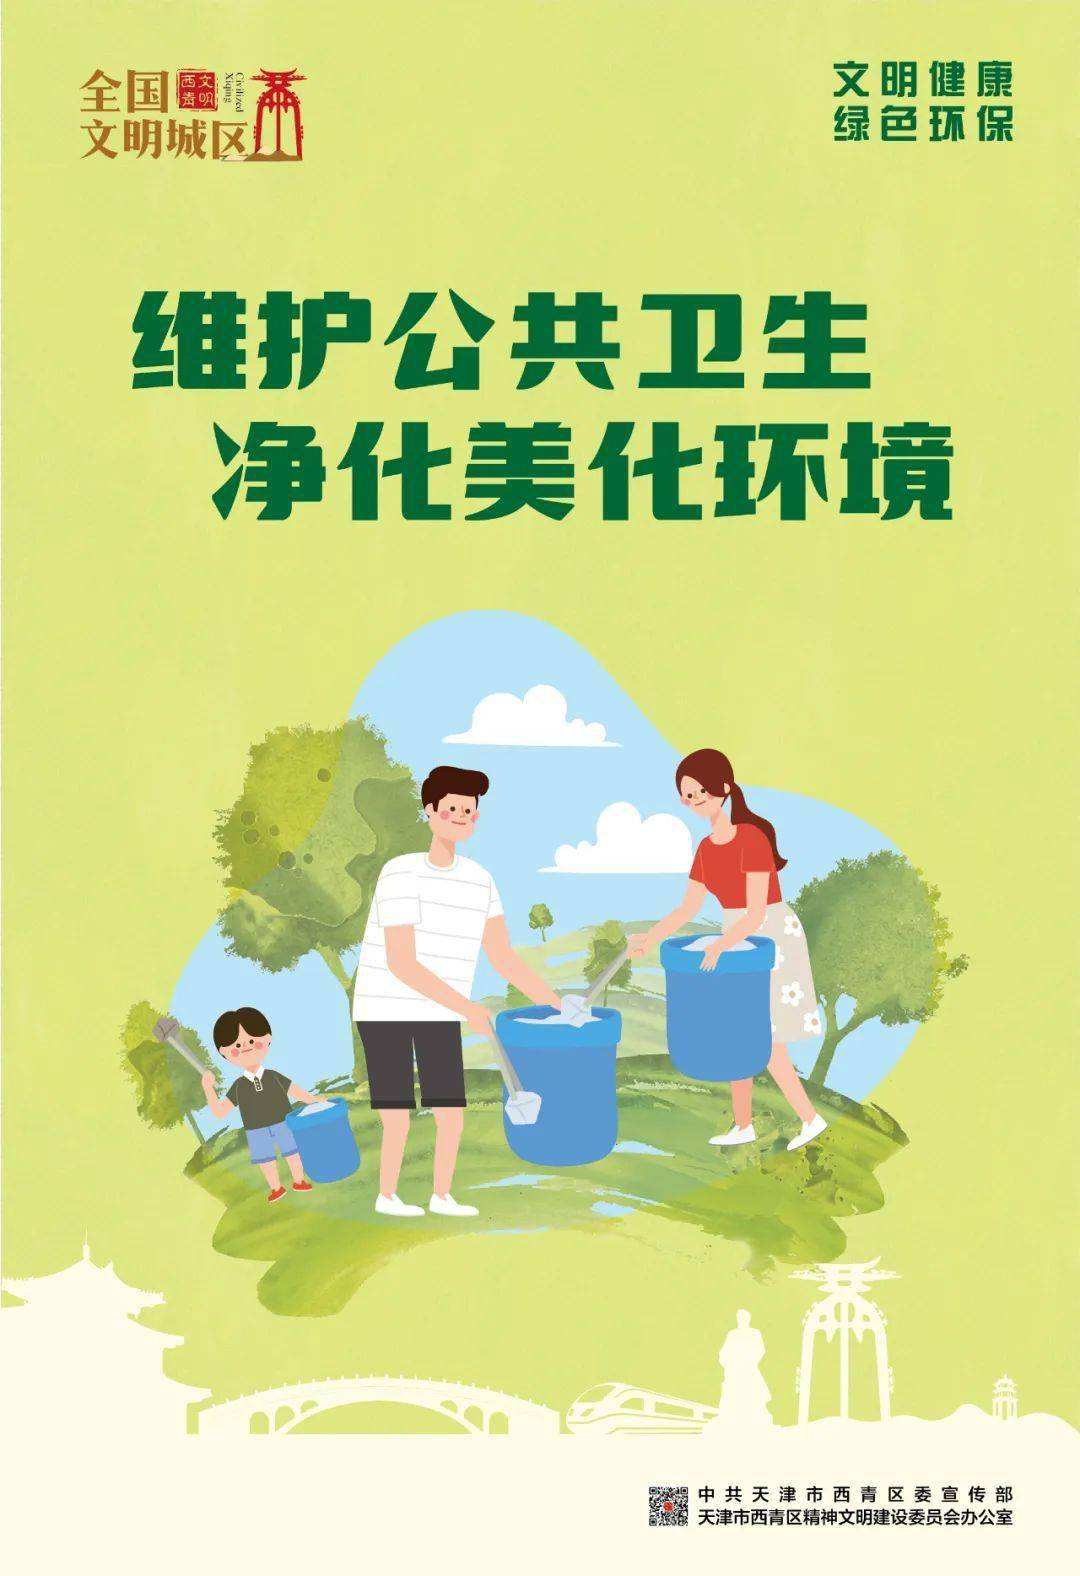 全国 文明西青 Civilized Xiqing
文明城区
文明健康
绿色环保
维护公共卫生
净化美化环境
中共天津市西青区委宣传部
天津市西青区精神文明建设委员会办公室